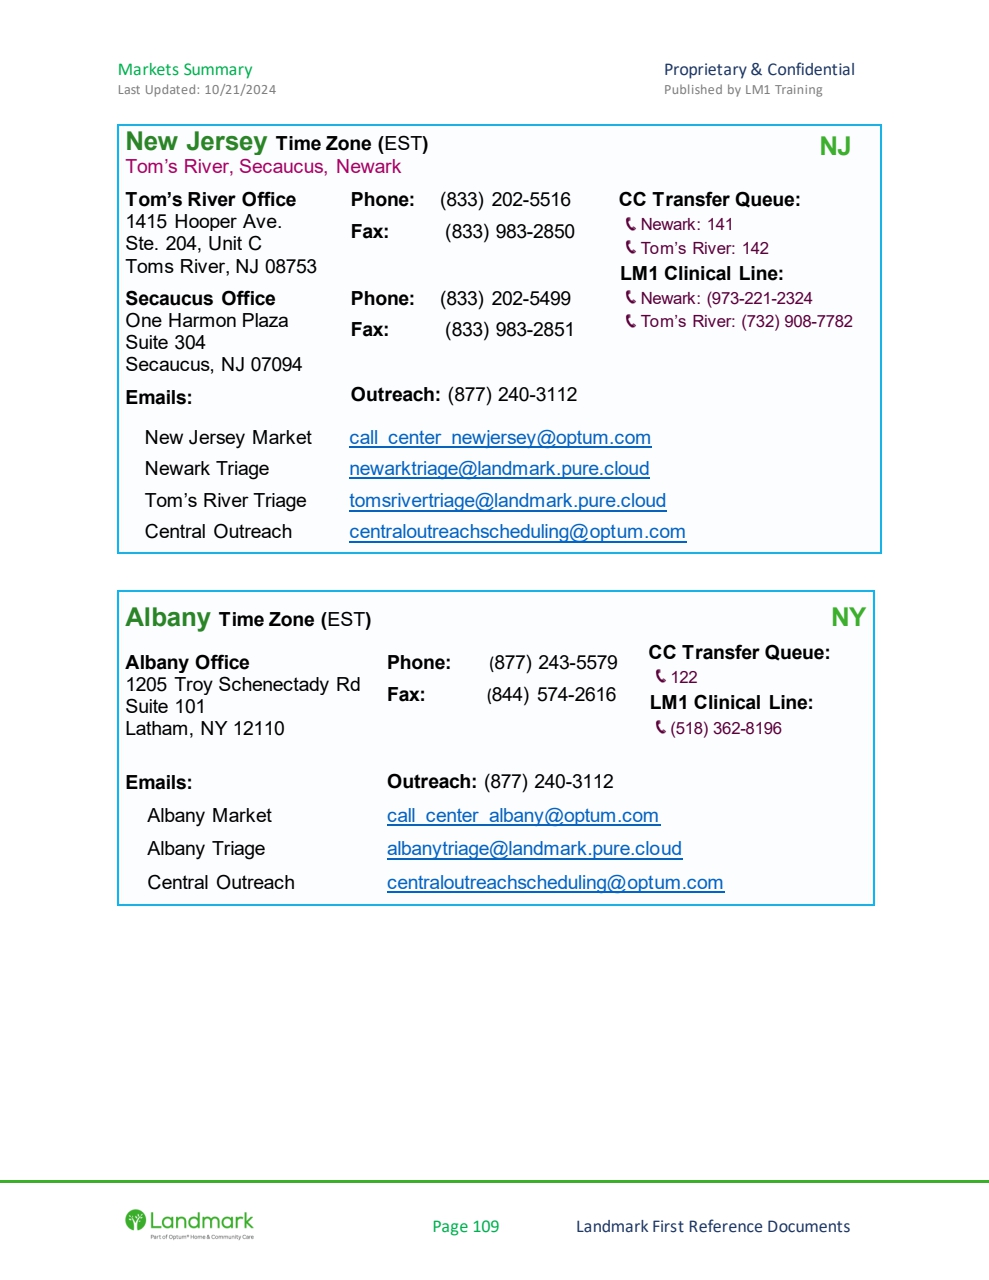 Markets Summary
Last Updated: 10/21/2024
Proprietary & Confidential
Published by LM1 Training
New Jersey Time Zone (EST)
NJ
Tom's River, Secaucus, Newark
Tom's River Office
1415 Hooper Ave.
Ste. 204, Unit C
Toms River, NJ 08753
Phone: (833) 202-5516
Fax: (833) 983-2850
CC Transfer Queue:
Newark: 141
Tom's River: 142
LM1 Clinical Line:
Newark: (973-221-2324
Tom's River: (732) 908-7782
Secaucus Office
One Harmon Plaza
Suite 304
Secaucus, NJ 07094
Phone: (833) 202-5499
Fax: (833) 983-2851
Emails:
Outreach: (877) 240-3112
New Jersey Market call_center_newjersey@optum.com
Newark Triage newarktriage@landmark.pure.cloud
Tom's River Triage tomsrivertriage@landmark.pure.cloud
Central Outreach centraloutreachscheduling@optum.com
Albany Time Zone (EST)
NY
Albany Office
1205 Troy Schenectady Rd
Suite 101
Latham, NY 12110
Phone: (877) 243-5579
Fax: (844) 574-2616
CC Transfer Queue:
122
LM1 Clinical Line:
(518) 362-8196
Emails:
Outreach: (877) 240-3112
Albany Market call_center_albany@optum.com
Albany Triage albanytriage@landmark.pure.cloud
Central Outreach centraloutreachscheduling@optum.com
Landmark
Part of Optum® Home & Community Care
Page 109
Landmark First Reference Documents